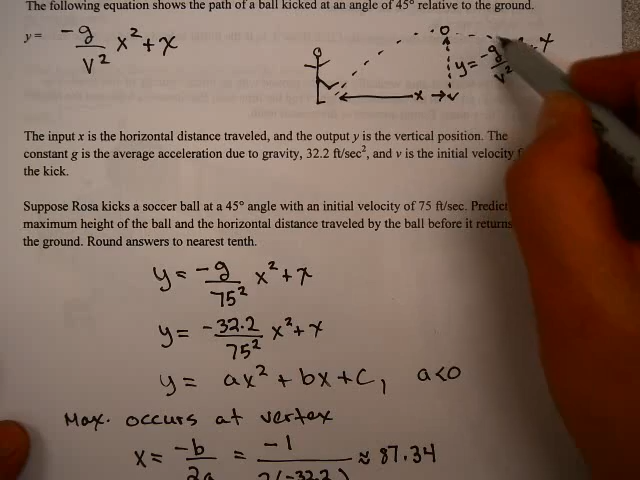 The following equation shows the path of a ball kicked at an angle of 45° relative to the ground.
y = -g/v² x² + x
y = -g/v²
x
The input x is the horizontal distance traveled, and the output y is the vertical position. The
constant g is the average acceleration due to gravity, 32.2 ft/sec², and v is the initial velocity
the kick.
Suppose Rosa kicks a soccer ball at a 45° angle with an initial velocity of 75 ft/sec. Predict
maximum height of the ball and the horizontal distance traveled by the ball before it returns
the ground. Round answers to nearest tenth.
y = -g/75² x² + x
y = -32.2/75² x² + x
y = ax² + bx + c, a<0
Max. occurs at vertex
x = -b/2a = -1/2(-32.2) ≈ 87.34